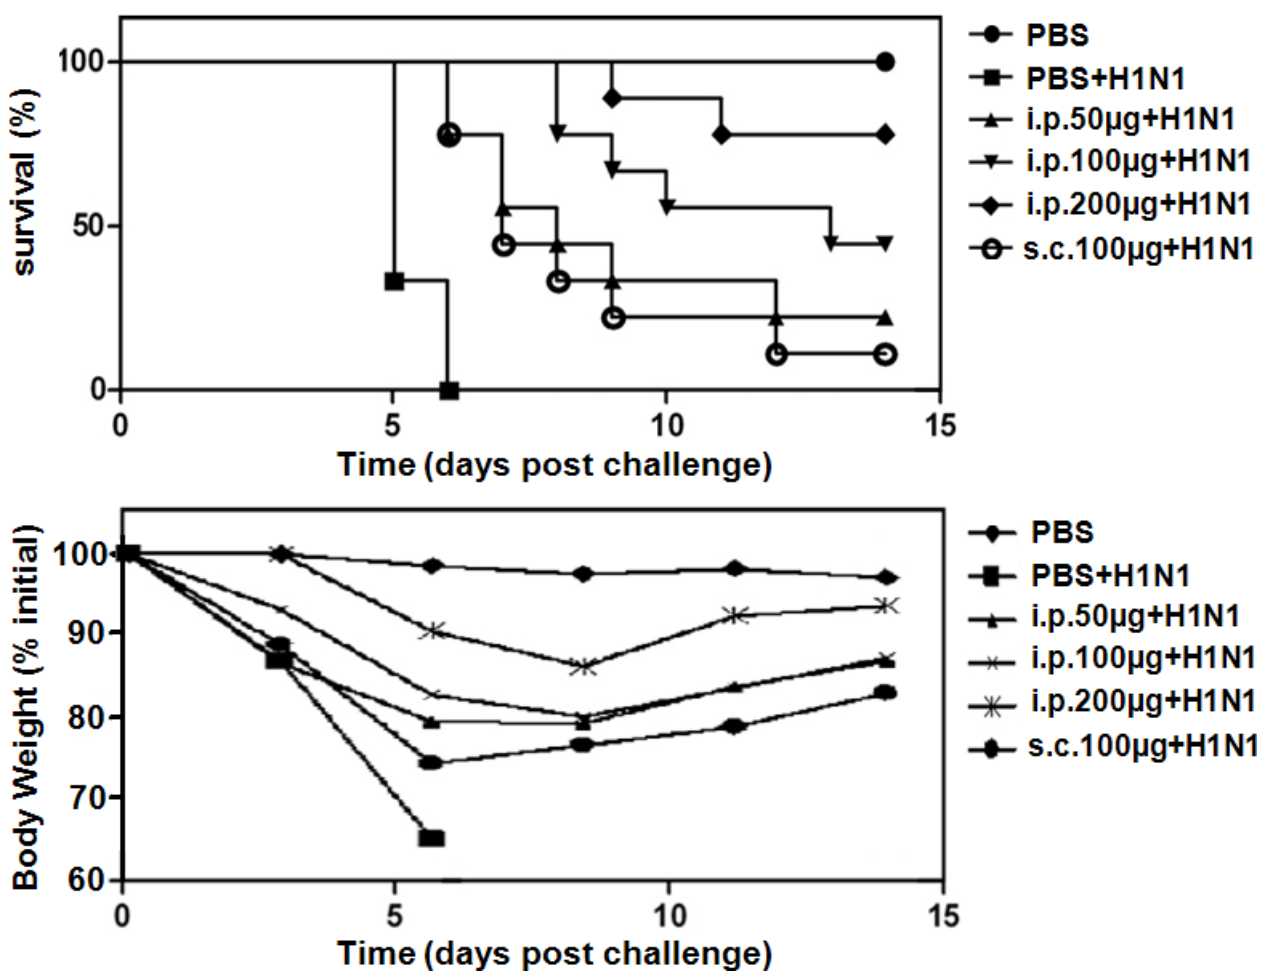 survival (%)
100
50
0
0
5
10
15
Time (days post challenge)
PBS
PBS+H1N1
i.p.50µg+H1N1
i.p.100µg+H1N1
i.p.200µg+H1N1
s.c.100µg+H1N1
Body Weight (% initial)
100
90
80
70
60
0
5
10
15
Time (days post challenge)
PBS
PBS+H1N1
i.p.50µg+H1N1
i.p.100µg+H1N1
i.p.200µg+H1N1
s.c.100µg+H1N1